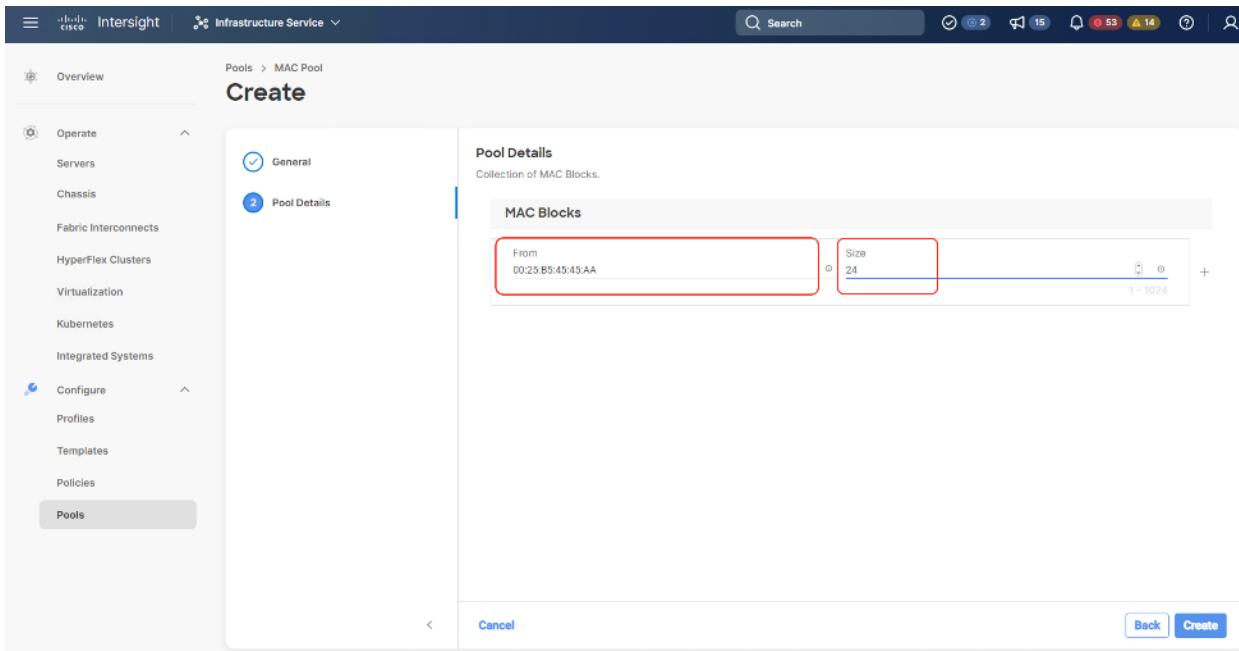 cisco Intersight Infrastructure Service Search 2 15 53 14
Overview
Pools > MAC Pool
Create
Operate
Servers
Chassis
Fabric Interconnects
HyperFlex Clusters
Virtualization
Kubernetes
Integrated Systems
Configure
Profiles
Templates
Policies
Pools
General
2 Pool Details
Pool Details
Collection of MAC Blocks.
MAC Blocks
From
00:25:B5:45:45:AA
Size
24
1 - 1024
Cancel
Back Create